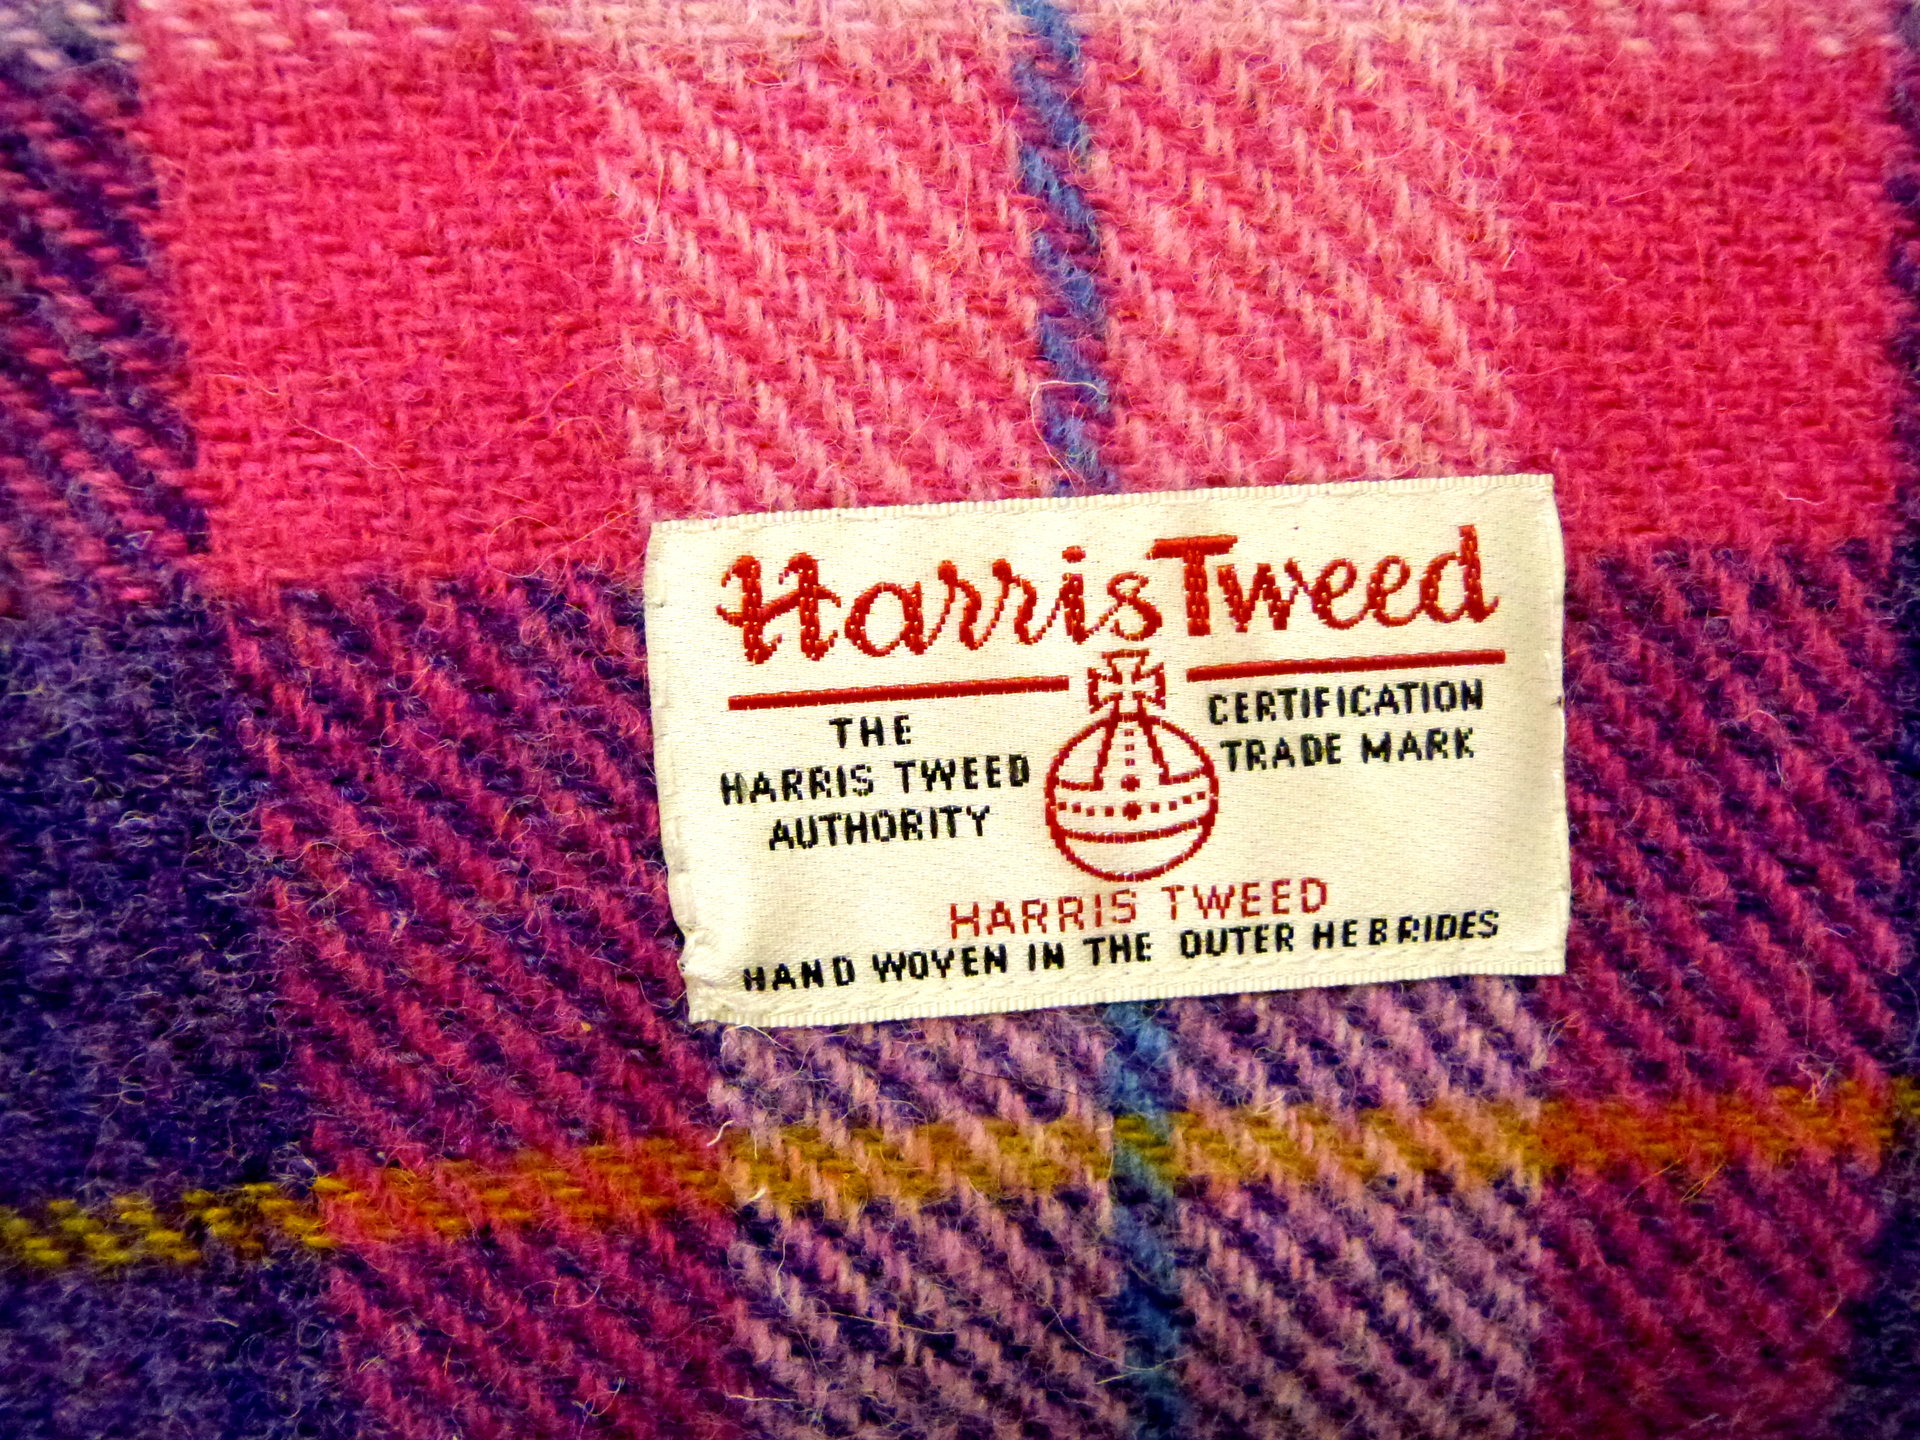 Harris Tweed
THE
HARRIS TWEED
AUTHORITY
CERTIFICATION
TRADE MARK
HARRIS TWEED
HAND WOVEN IN THE OUTER HEBRIDES